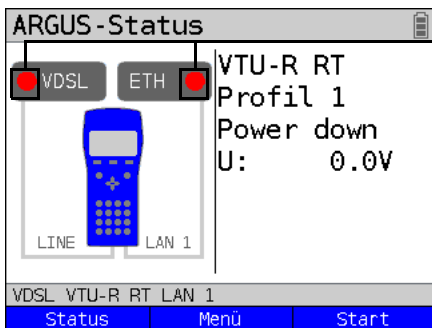 ARGUS-Status
VDSL ETH
VTU-R RT
Profil 1
Power down
U: 0.0V
LINE LAN 1
VDSL VTU-R RT LAN 1
Status Menü Start